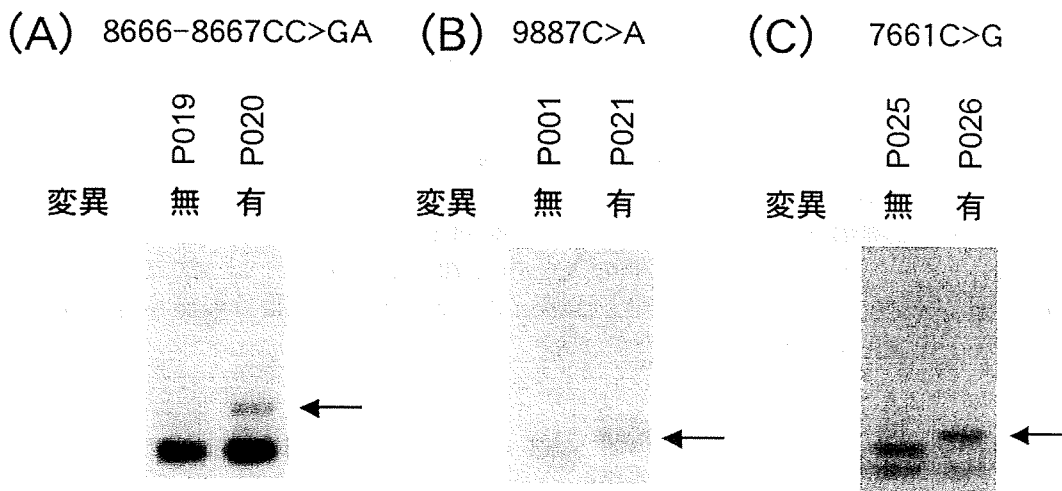 (A) 8666-8667CC>GA
P019 P020
変異 無 有
(B) 9887C>A
P001 P021
変異 無 有
(C) 7661C>G
P025 P026
変異 無 有